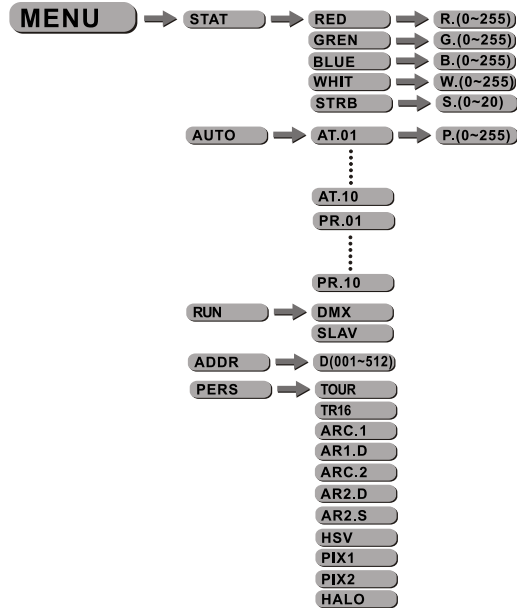 MENU STAT RED R.(0~255)
GREN G.(0~255)
BLUE B.(0~255)
WHIT W.(0~255)
STRB S.(0~20)
AUTO AT.01 P.(0~255)
AT.10
PR.01
PR.10
RUN DMX
SLAV
ADDR D(001~512)
PERS TOUR
TR16
ARC.1
AR1.D
ARC.2
AR2.D
AR2.S
HSV
PIX1
PIX2
HALO